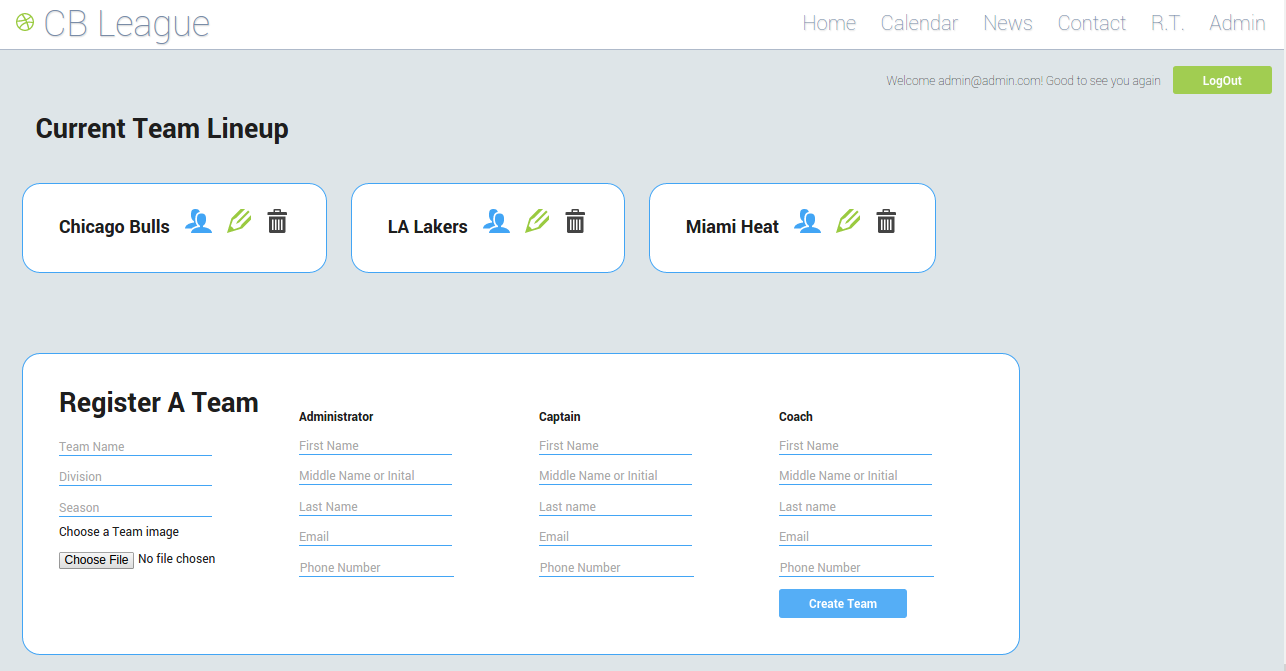 CB League
Home Calendar News Contact R.T. Admin
Welcome admin@admin.com! Good to see you again LogOut
Current Team Lineup
Chicago Bulls
LA Lakers
Miami Heat
Register A Team
Team Name
Division
Season
Choose a Team image
Choose File No file chosen
Administrator
First Name
Middle Name or Inital
Last Name
Email
Phone Number
Captain
First Name
Middle Name or Initial
Last name
Email
Phone Number
Coach
First Name
Middle Name or Initial
Last name
Email
Phone Number
Create Team